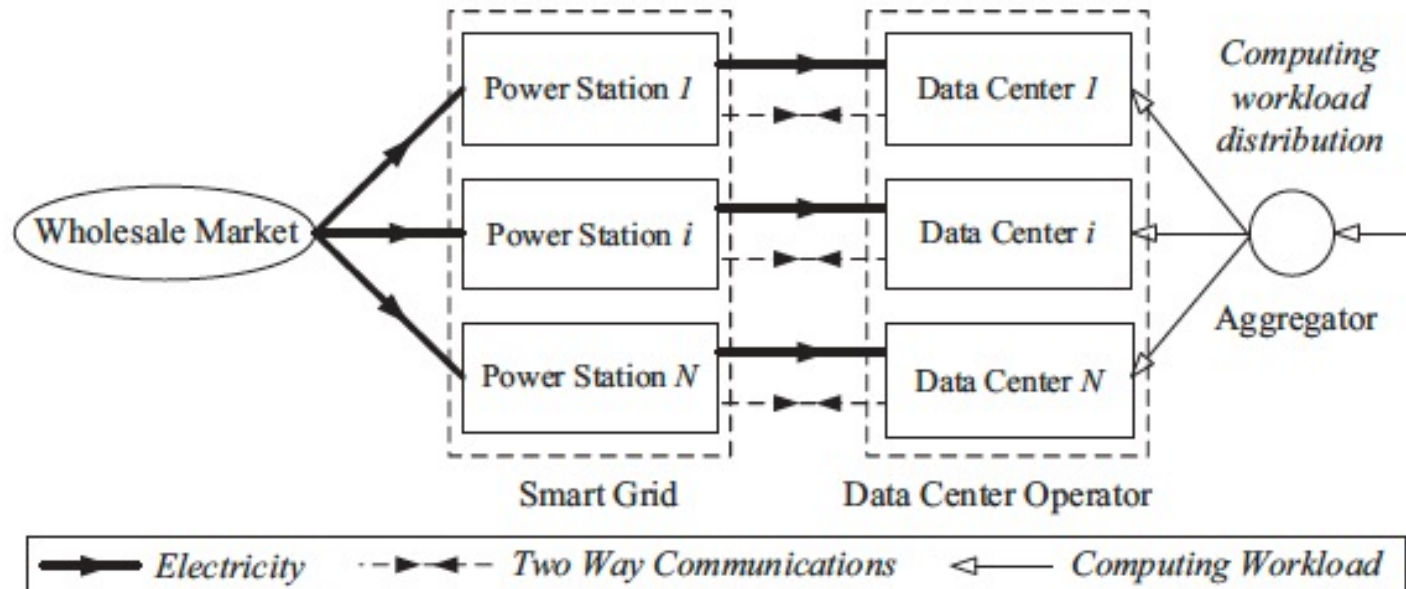 Power Station 1
Data Center 1
Computing
workload
distribution
Wholesale Market
Power Station i
Data Center i
Aggregator
Power Station N
Data Center N
Smart Grid
Data Center Operator
Electricity
Two Way Communications
Computing Workload